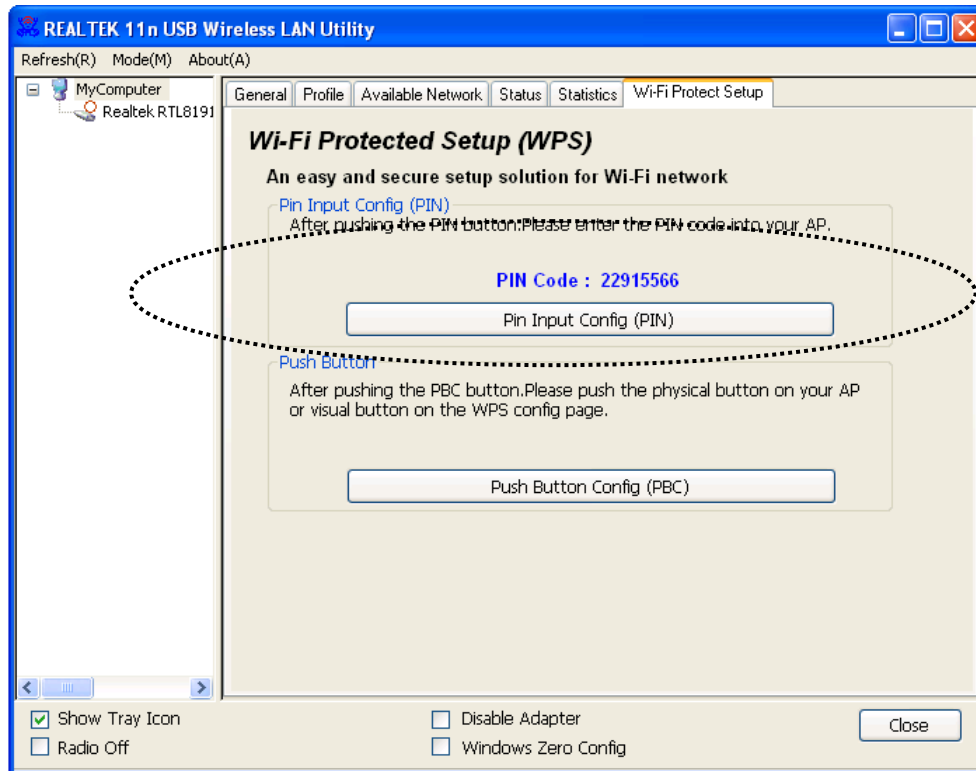 REALTEK 11n USB Wireless LAN Utility
Refresh(R) Mode(M) About(A)
MyComputer
Realtek RTL8191
General Profile Available Network Status Statistics Wi-Fi Protect Setup
Wi-Fi Protected Setup (WPS)
An easy and secure setup solution for Wi-Fi network
Pin Input Config (PIN)
After pushing the PIN button.Please enter the PIN code into your AP.
PIN Code : 22915566
Pin Input Config (PIN)
Push Button
After pushing the PBC button.Please push the physical button on your AP
or visual button on the WPS config page.
Push Button Config (PBC)
Show Tray Icon
Radio Off
Disable Adapter
Windows Zero Config
Close